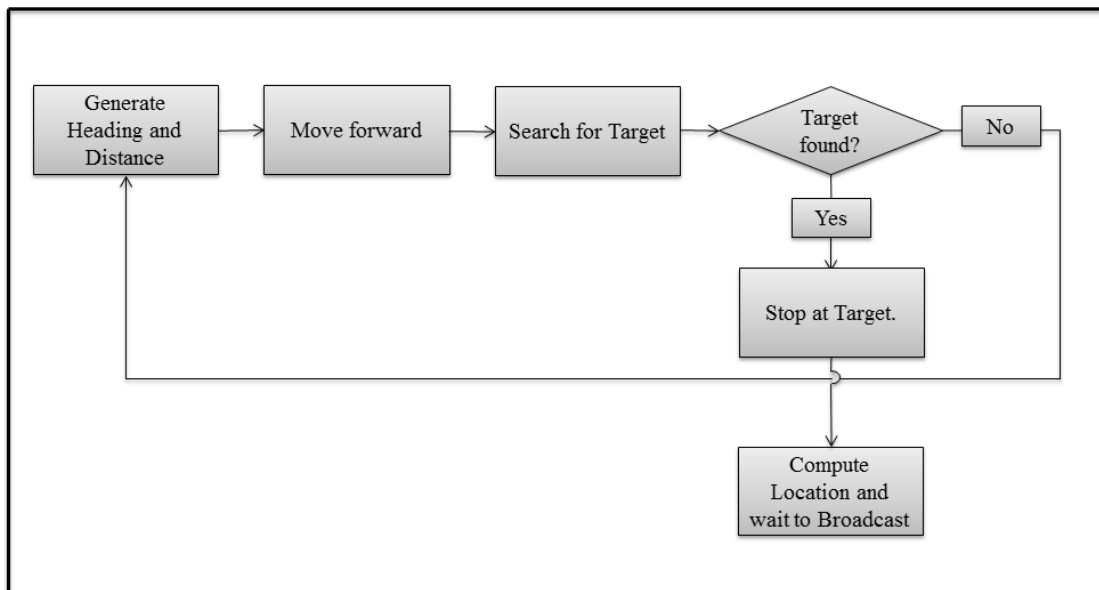 Generate
Heading and
Distance
Move forward
Search for Target
Target
found?
No
Yes
Stop at Target.
Compute
Location and
wait to Broadcast